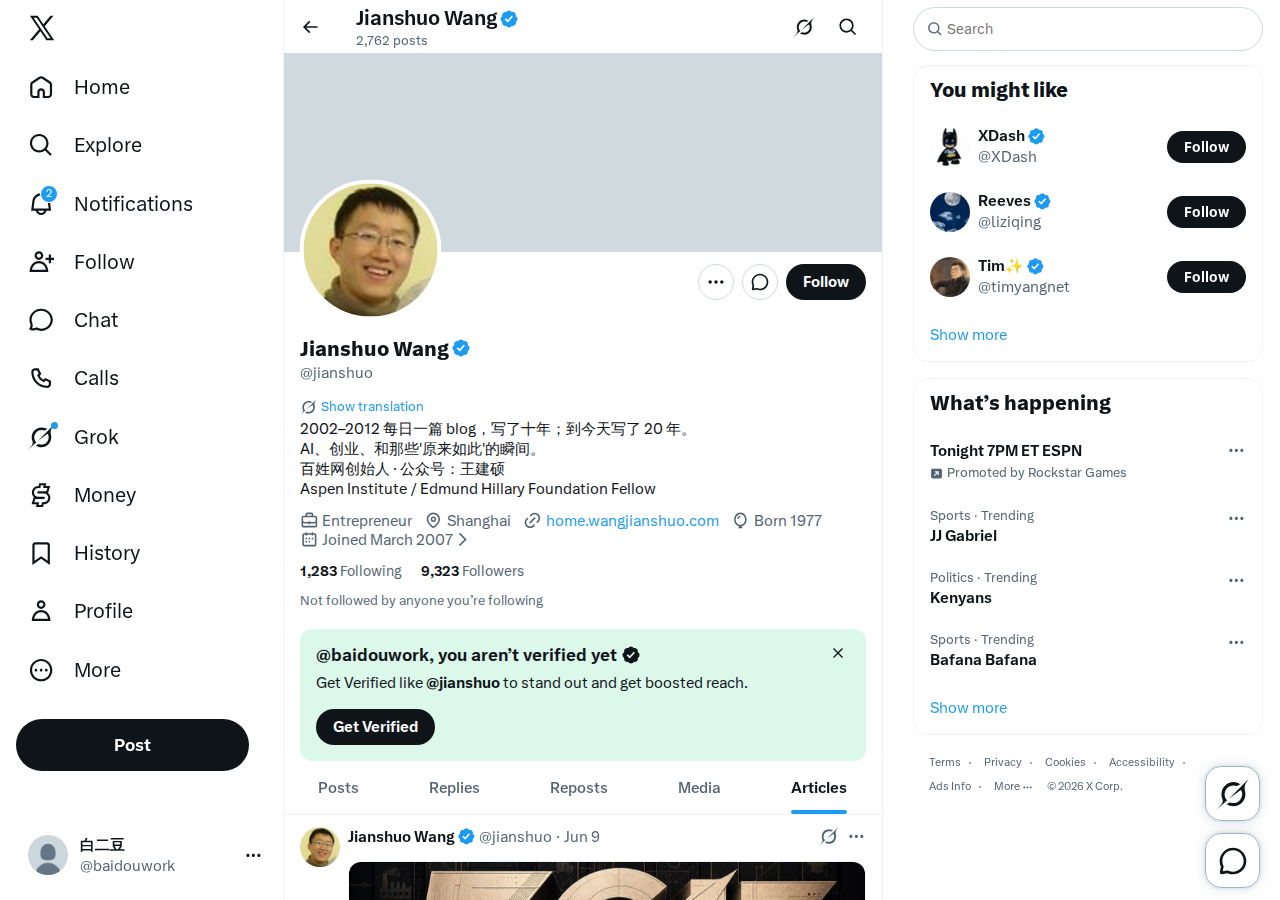 Home
Explore
2
Notifications
Follow
Chat
Calls
Grok
Money
History
Profile
More
Post
白二豆
@baidouwork
Jianshuo Wang
2,762 posts
Follow
Jianshuo Wang
@jianshuo
Show translation
2002–2012 每日一篇 blog，写了十年；到今天写了 20 年。
AI、创业、和那些'原来如此'的瞬间。
百姓网创始人 · 公众号：王建硕
Aspen Institute / Edmund Hillary Foundation Fellow
Entrepreneur Shanghai home.wangjianshuo.com Born 1977
Joined March 2007
1,283 Following 9,323 Followers
Not followed by anyone you’re following
@baidouwork, you aren’t verified yet
Get Verified like @jianshuo to stand out and get boosted reach.
Get Verified
Posts Replies Reposts Media Articles
Jianshuo Wang @jianshuo · Jun 9
Search
You might like
XDash
@XDash
Follow
Reeves
@liziqing
Follow
Tim✨
@timyangnet
Follow
Show more
What’s happening
Tonight 7PM ET ESPN
Promoted by Rockstar Games
Sports · Trending
JJ Gabriel
Politics · Trending
Kenyans
Sports · Trending
Bafana Bafana
Show more
Terms · Privacy · Cookies · Accessibility ·
Ads Info · More ··· © 2026 X Corp.